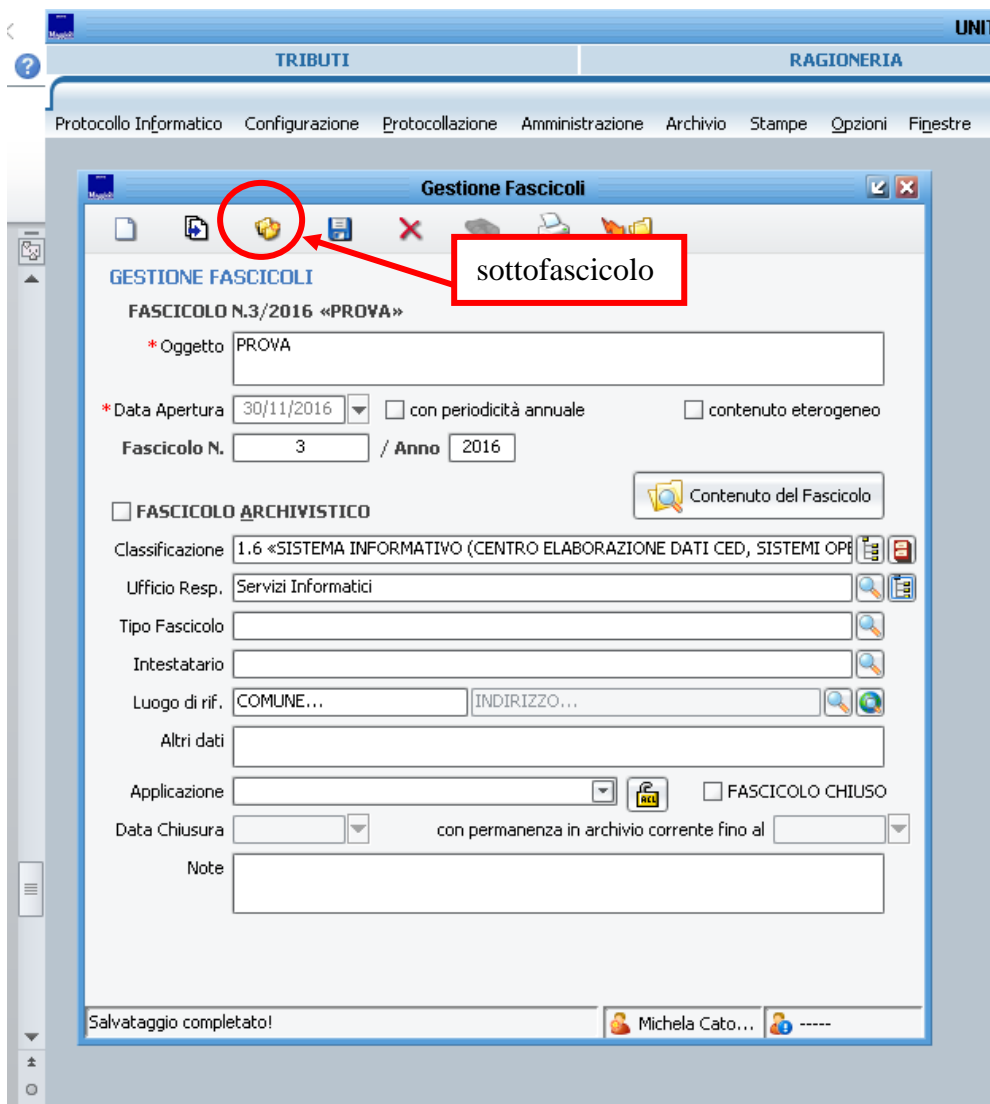 UNIT
TRIBUTI RAGIONERIA
Protocollo Informatico Configurazione Protocollazione Amministrazione Archivio Stampe Opzioni Finestre
Maggioli Gestione Fascicoli
sottofascicolo
GESTIONE FASCICOLI
FASCICOLO N.3/2016 «PROVA»
* Oggetto PROVA
* Data Apertura 30/11/2016 con periodicità annuale contenuto eterogeneo
Fascicolo N. 3 / Anno 2016
Contenuto del Fascicolo
FASCICOLO ARCHIVISTICO
Classificazione 1.6 «SISTEMA INFORMATIVO (CENTRO ELABORAZIONE DATI CED, SISTEMI OPE
Ufficio Resp. Servizi Informatici
Tipo Fascicolo
Intestatario
Luogo di rif. COMUNE... INDIRIZZO...
Altri dati
Applicazione ACL FASCICOLO CHIUSO
Data Chiusura con permanenza in archivio corrente fino al
Note
Salvataggio completato! Michela Cato... -----